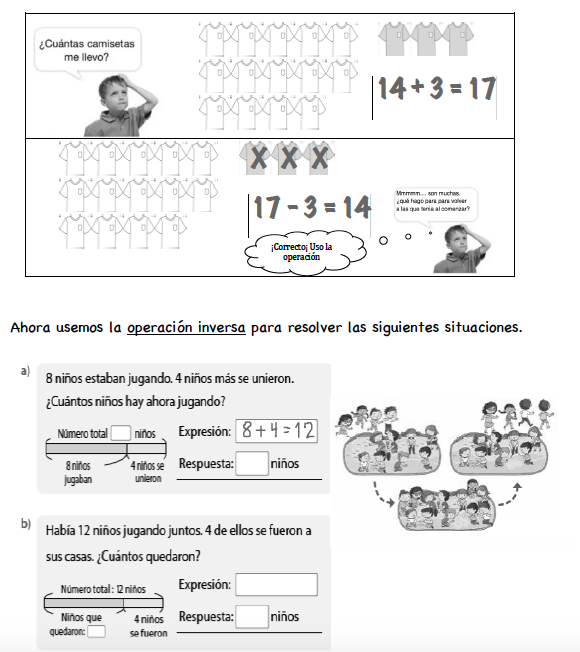 ¿Cuántas camisetas
me llevo?
14 + 3 = 17
17 - 3 = 14
Mmmmm.... son muchas.
¿qué hago para para volver
a las que tenía al comenzar?
¡Correcto¡ Uso la
operación
Ahora usemos la operación inversa para resolver las siguientes situaciones.
a)
8 niños estaban jugando. 4 niños más se unieron.
¿Cuántos niños hay ahora jugando?
Número total niños
8 niños
jugaban
4 niños se
unieron
Expresión: 8+4=12
Respuesta: niños
b)
Había 12 niños jugando juntos. 4 de ellos se fueron a
sus casas. ¿Cuántos quedaron?
Número total : 12 niños
Niños que
quedaron:
4 niños
se fueron
Expresión:
Respuesta: niños